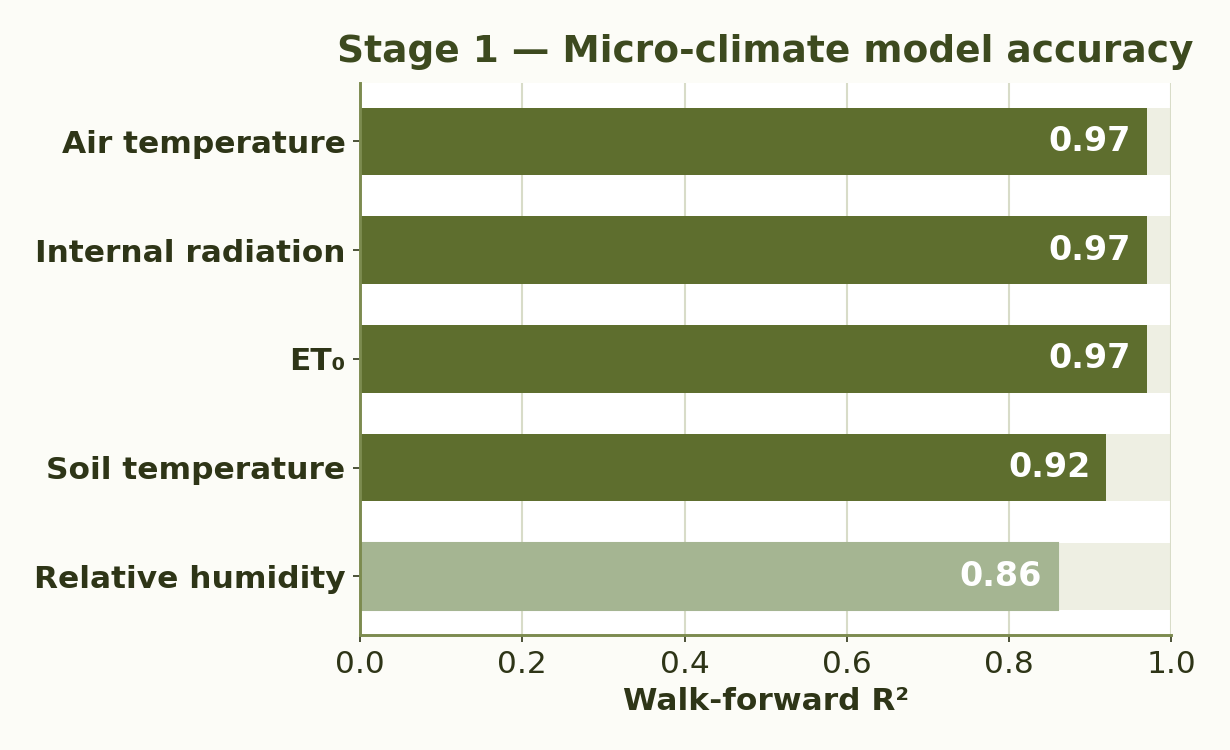 Stage 1 — Micro-climate model accuracy
Air temperature 0.97
Internal radiation 0.97
ET₀ 0.97
Soil temperature 0.92
Relative humidity 0.86
0.0 0.2 0.4 0.6 0.8 1.0
Walk-forward R²